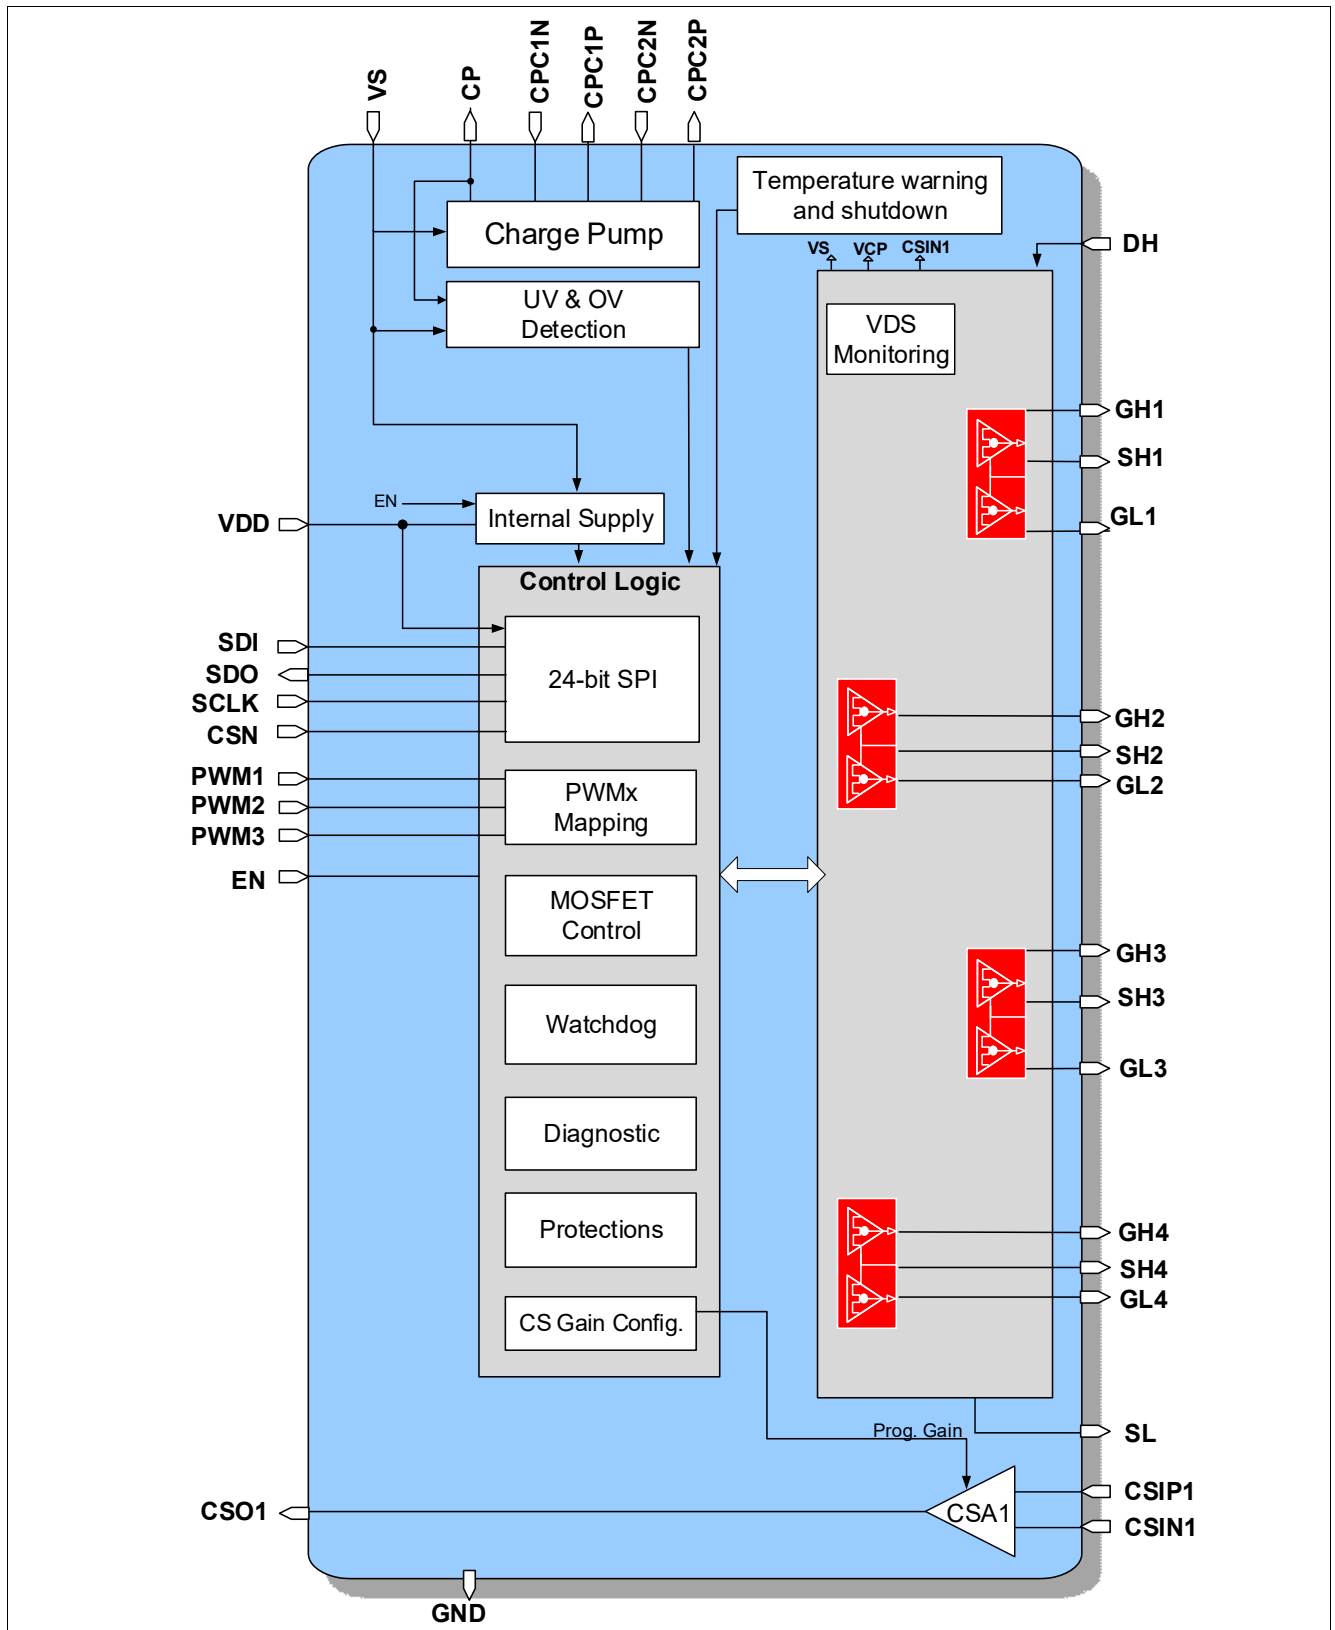 VS
CP
CPC1N
CPC1P
CPC2N
CPC2P
Temperature warning
and shutdown
Charge Pump
VS
VCP
CSIN1
DH
UV & OV
Detection
VDS
Monitoring
GH1
SH1
GL1
EN
VDD
Internal Supply
Control Logic
SDI
SDO
SCLK
CSN
24-bit SPI
GH2
SH2
GL2
PWM1
PWM2
PWM3
PWMx
Mapping
EN
MOSFET
Control
GH3
SH3
GL3
Watchdog
Diagnostic
Protections
GH4
SH4
GL4
CS Gain Config.
Prog. Gain
SL
CSA1
CSIP1
CSIN1
CSO1
GND